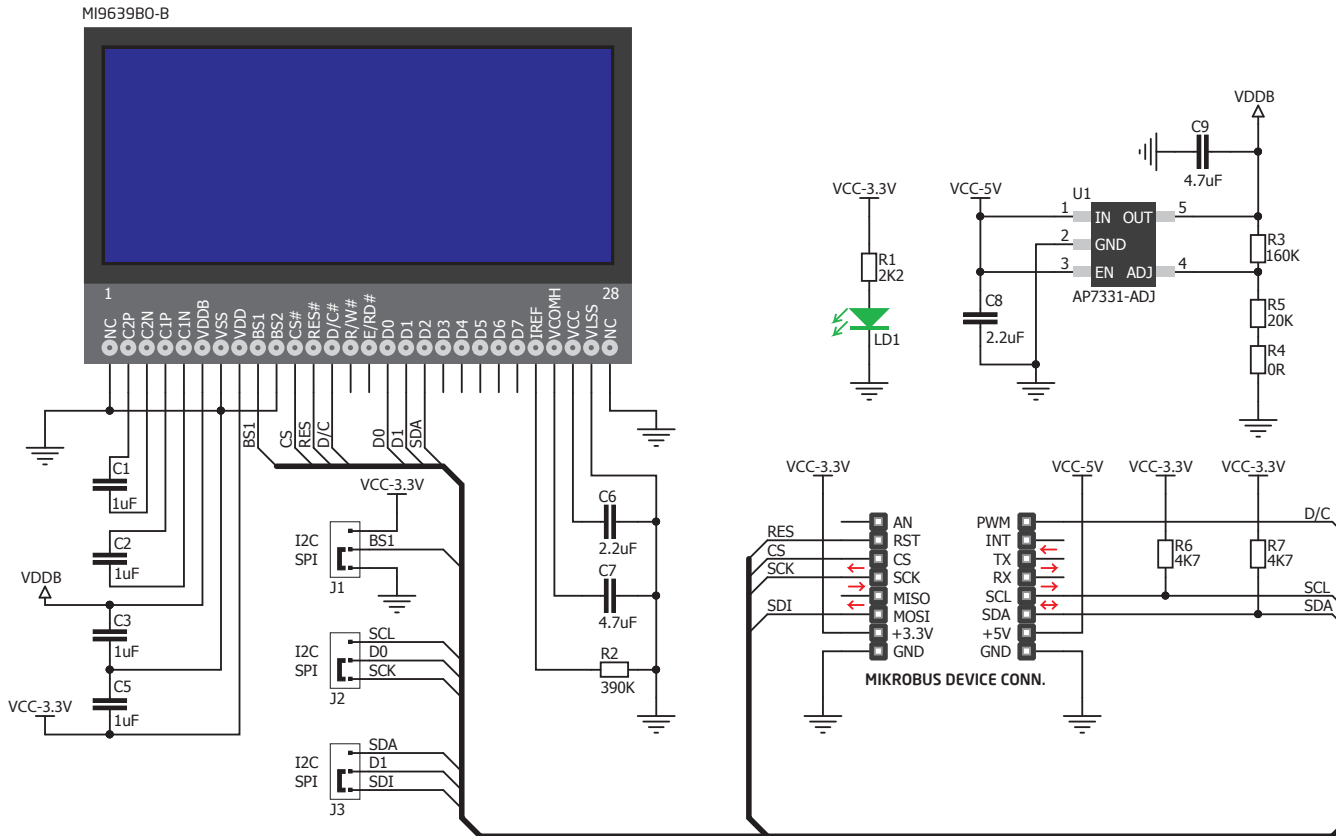 MI9639BO-B
1
28
NC
C2P
C2N
C1P
C1N
VDDB
VSS
VDD
BS1
BS2
CS#
RES#
D/C#
R/W#
E/RD#
D0
D1
D2
D3
D4
D5
D6
D7
IREF
VCOMH
VCC
VLSS
NC
BS1
CS
RES
D/C
D0
D1
SDA
C1
1uF
C2
1uF
VDDB
C3
1uF
C5
1uF
VCC-3.3V
VCC-3.3V
I2C
SPI
BS1
J1
I2C
SPI
SCL
D0
SCK
J2
I2C
SPI
SDA
D1
SDI
J3
C6
2.2uF
C7
4.7uF
R2
390K
VCC-3.3V
R1
2K2
LD1
VCC-5V
U1
1
IN
OUT
5
2
GND
3
EN
ADJ
4
AP7331-ADJ
C8
2.2uF
VDDB
C9
4.7uF
R3
160K
R5
20K
R4
0R
VCC-3.3V
VCC-5V
VCC-3.3V
VCC-3.3V
RES
CS
SCK
SDI
AN
RST
CS
SCK
MISO
MOSI
+3.3V
GND
PWM
INT
TX
RX
SCL
SDA
+5V
GND
R6
4K7
R7
4K7
D/C
SCL
SDA
MIKROBUS DEVICE CONN.